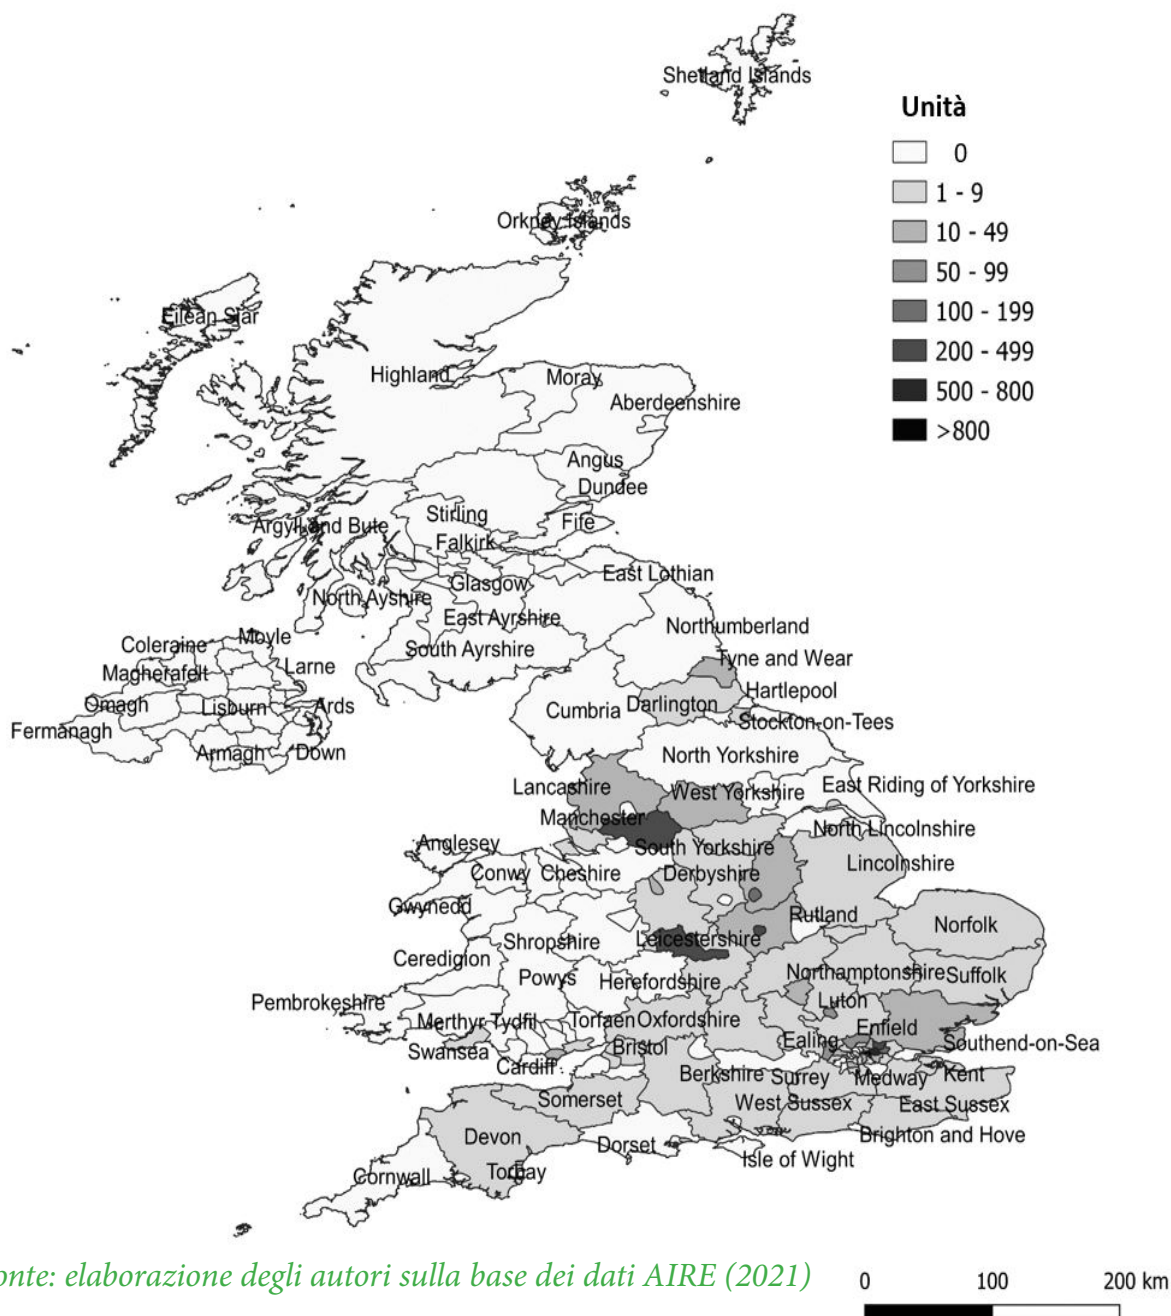 Shetland Islands
Unità
0
1 - 9
10 - 49
50 - 99
100 - 199
200 - 499
500 - 800
>800
Orkney Islands
Eilean Siar
Highland
Moray
Aberdeenshire
Angus
Dundee
Stirling
Fife
Argyll and Bute
Falkirk
East Lothian
Glasgow
North Ayshire
East Ayrshire
Northumberland
Moyle
Coleraine
South Ayrshire
Tyne and Wear
Larne
Magherafelt
Hartlepool
Omagh
Lisburn
Ards
Cumbria
Darlington
Stockton-on-Tees
Fermanagh
Armagh
Down
North Yorkshire
Lancashire
West Yorkshire
East Riding of Yorkshire
Manchester
North Lincolnshire
Anglesey
South Yorkshire
Lincolnshire
Conwy
Cheshire
Derbyshire
Gwynedd
Rutland
Norfolk
Shropshire
Leicestershire
Ceredigion
Powys
Herefordshire
Northamptonshire
Suffolk
Pembrokeshire
Luton
Merthyr Tydfil
Torfaen
Oxfordshire
Enfield
Swansea
Bristol
Ealing
Southend-on-Sea
Cardiff
Berkshire
Surrey
Medway
Kent
Somerset
West Sussex
East Sussex
Devon
Dorset
Brighton and Hove
Isle of Wight
Cornwall
Torbay
onte: elaborazione degli autori sulla base dei dati AIRE (2021)
0 100 200 km